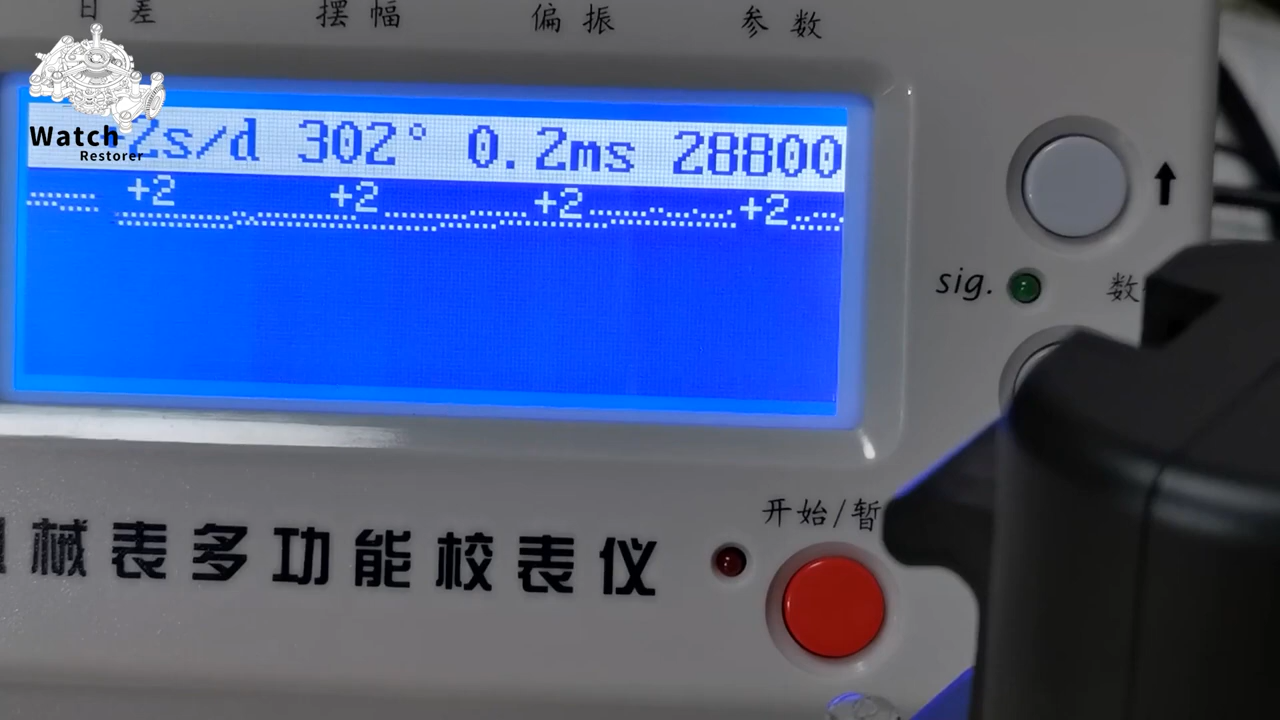 日差 摆幅 偏振 参数
Watch
Restorer
2s/d 302° 0.2ms 28800
+2 +2 +2 +2
sig.
数
开始/暂
械表多功能校表仪